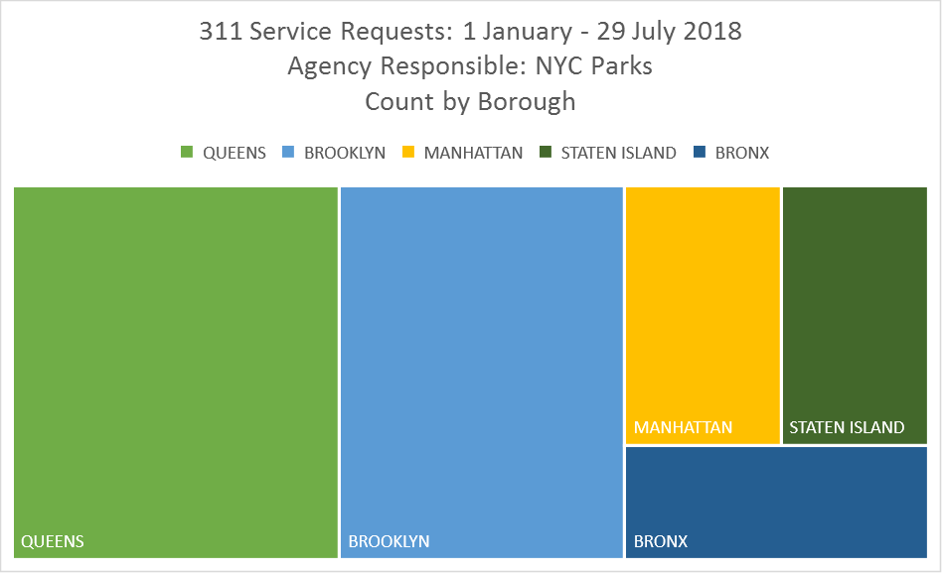 311 Service Requests: 1 January - 29 July 2018
Agency Responsible: NYC Parks
Count by Borough
QUEENS BROOKLYN MANHATTAN STATEN ISLAND BRONX
MANHATTAN STATEN ISLAND
QUEENS BROOKLYN BRONX